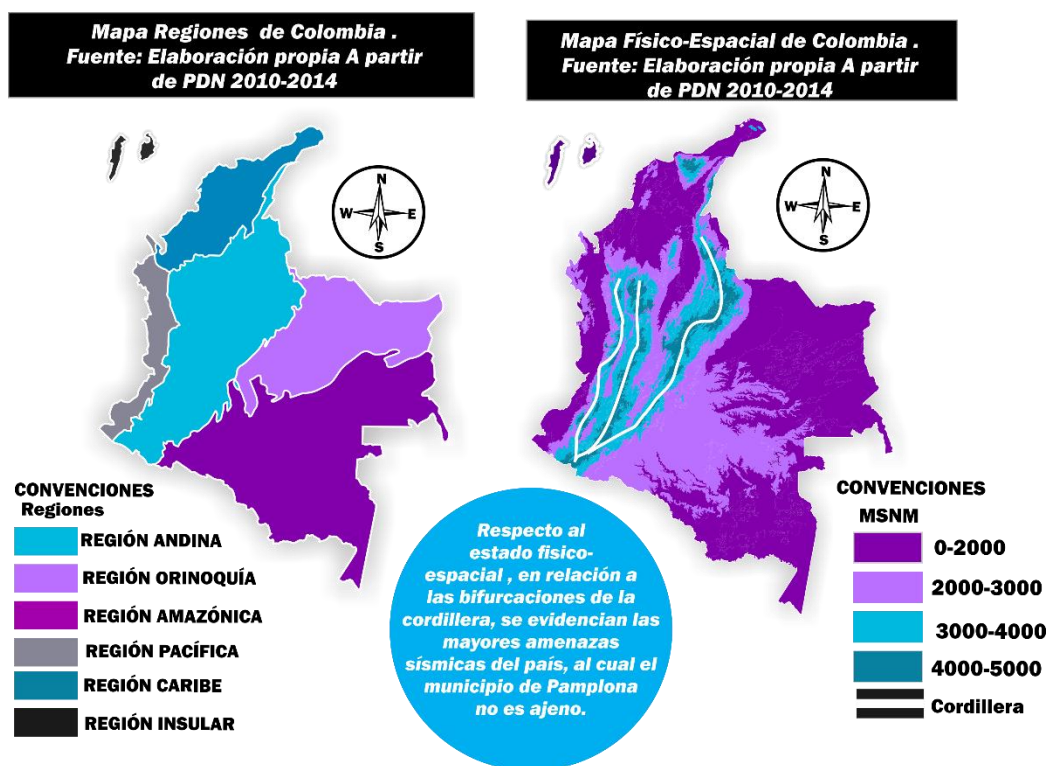 Mapa Regiones de Colombia .
Fuente: Elaboración propia A partir
de PDN 2010-2014
Mapa Físico-Espacial de Colombia .
Fuente: Elaboración propia A partir
de PDN 2010-2014
N
W E
S
N
W E
S
CONVENCIONES
Regiones
REGIÓN ANDINA
REGIÓN ORINOQUÍA
REGIÓN AMAZÓNICA
REGIÓN PACÍFICA
REGIÓN CARIBE
REGIÓN INSULAR
Respecto al
estado fisico-
espacial , en relación a
las bifurcaciones de la
cordillera, se evidencian las
mayores amenazas
sísmicas del país, al cual el
municipio de Pamplona
no es ajeno.
CONVENCIONES
MSNM
0-2000
2000-3000
3000-4000
4000-5000
Cordillera